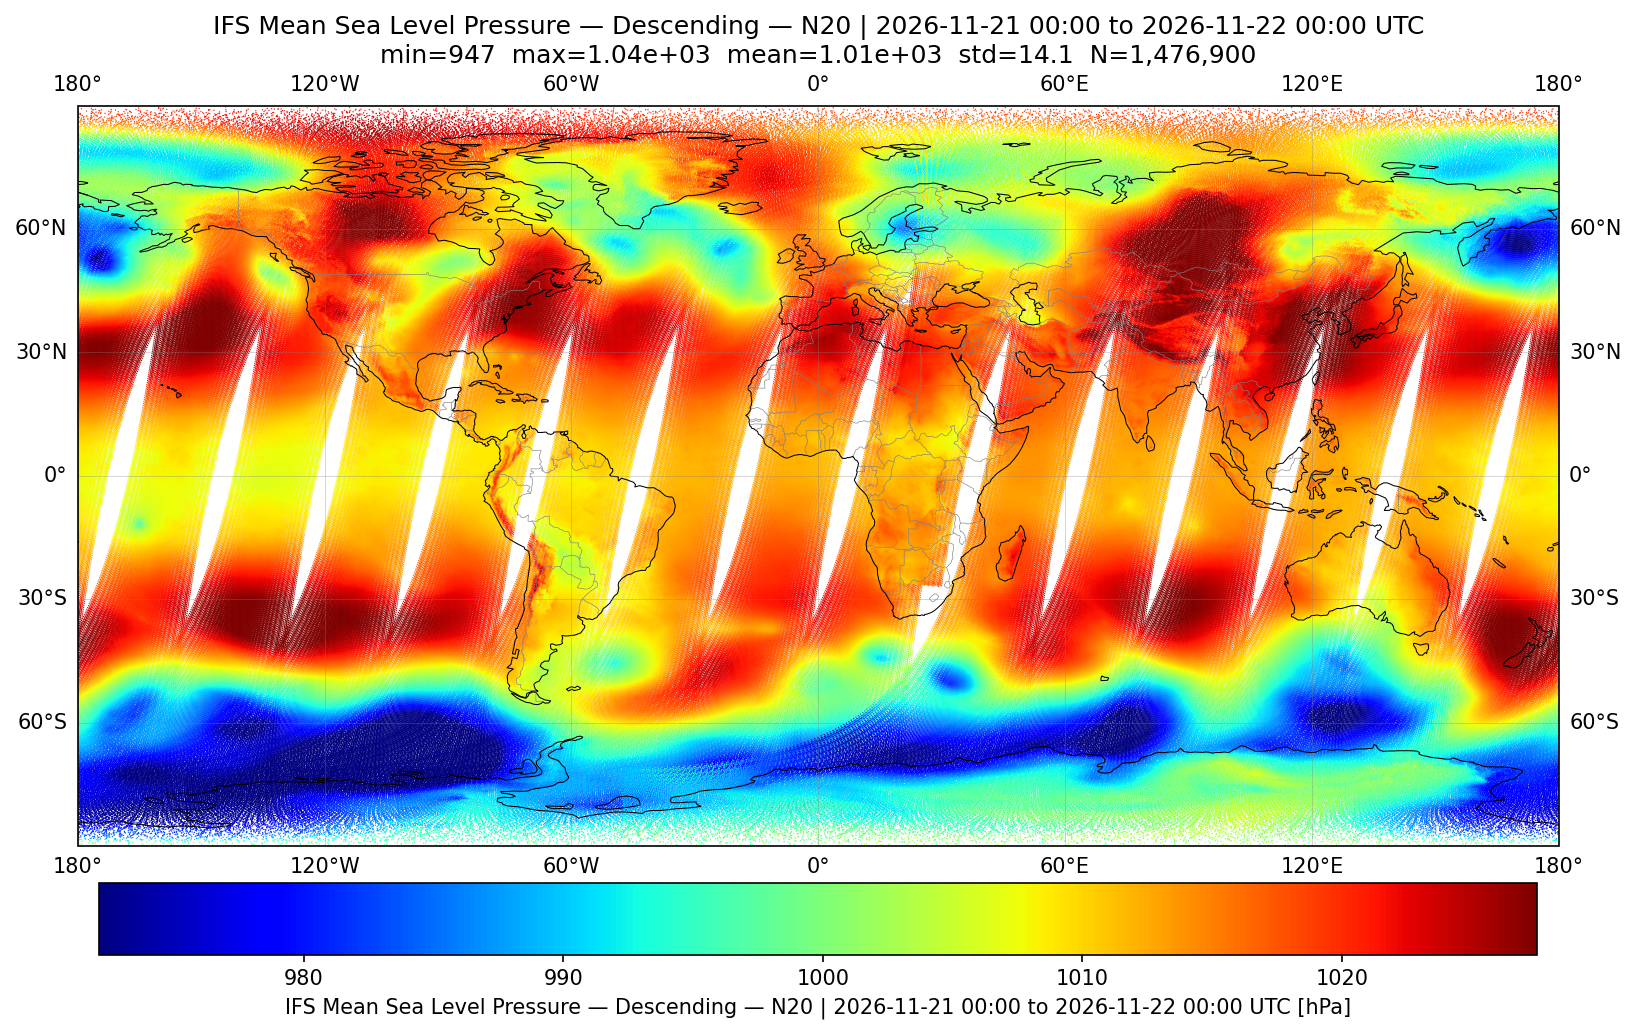 IFS Mean Sea Level Pressure — Descending — N20 | 2026-11-21 00:00 to 2026-11-22 00:00 UTC
min=947  max=1.04e+03  mean=1.01e+03  std=14.1  N=1,476,900
180° 120°W 60°W 0° 60°E 120°E 180°
60°N 60°N
30°N 30°N
0° 0°
30°S 30°S
60°S 60°S
180° 120°W 60°W 0° 60°E 120°E 180°
980 990 1000 1010 1020
IFS Mean Sea Level Pressure — Descending — N20 | 2026-11-21 00:00 to 2026-11-22 00:00 UTC [hPa]